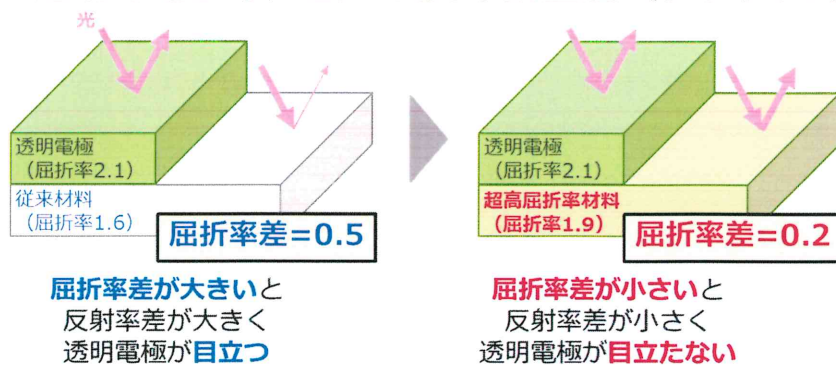 光
透明電極
（屈折率2.1）
従来材料
（屈折率1.6）
屈折率差=0.5
屈折率差が大きいと
反射率差が大きく
透明電極が目立つ
透明電極
（屈折率2.1）
超高屈折率材料
（屈折率1.9）
屈折率差=0.2
屈折率差が小さいと
反射率差が小さく
透明電極が目立たない